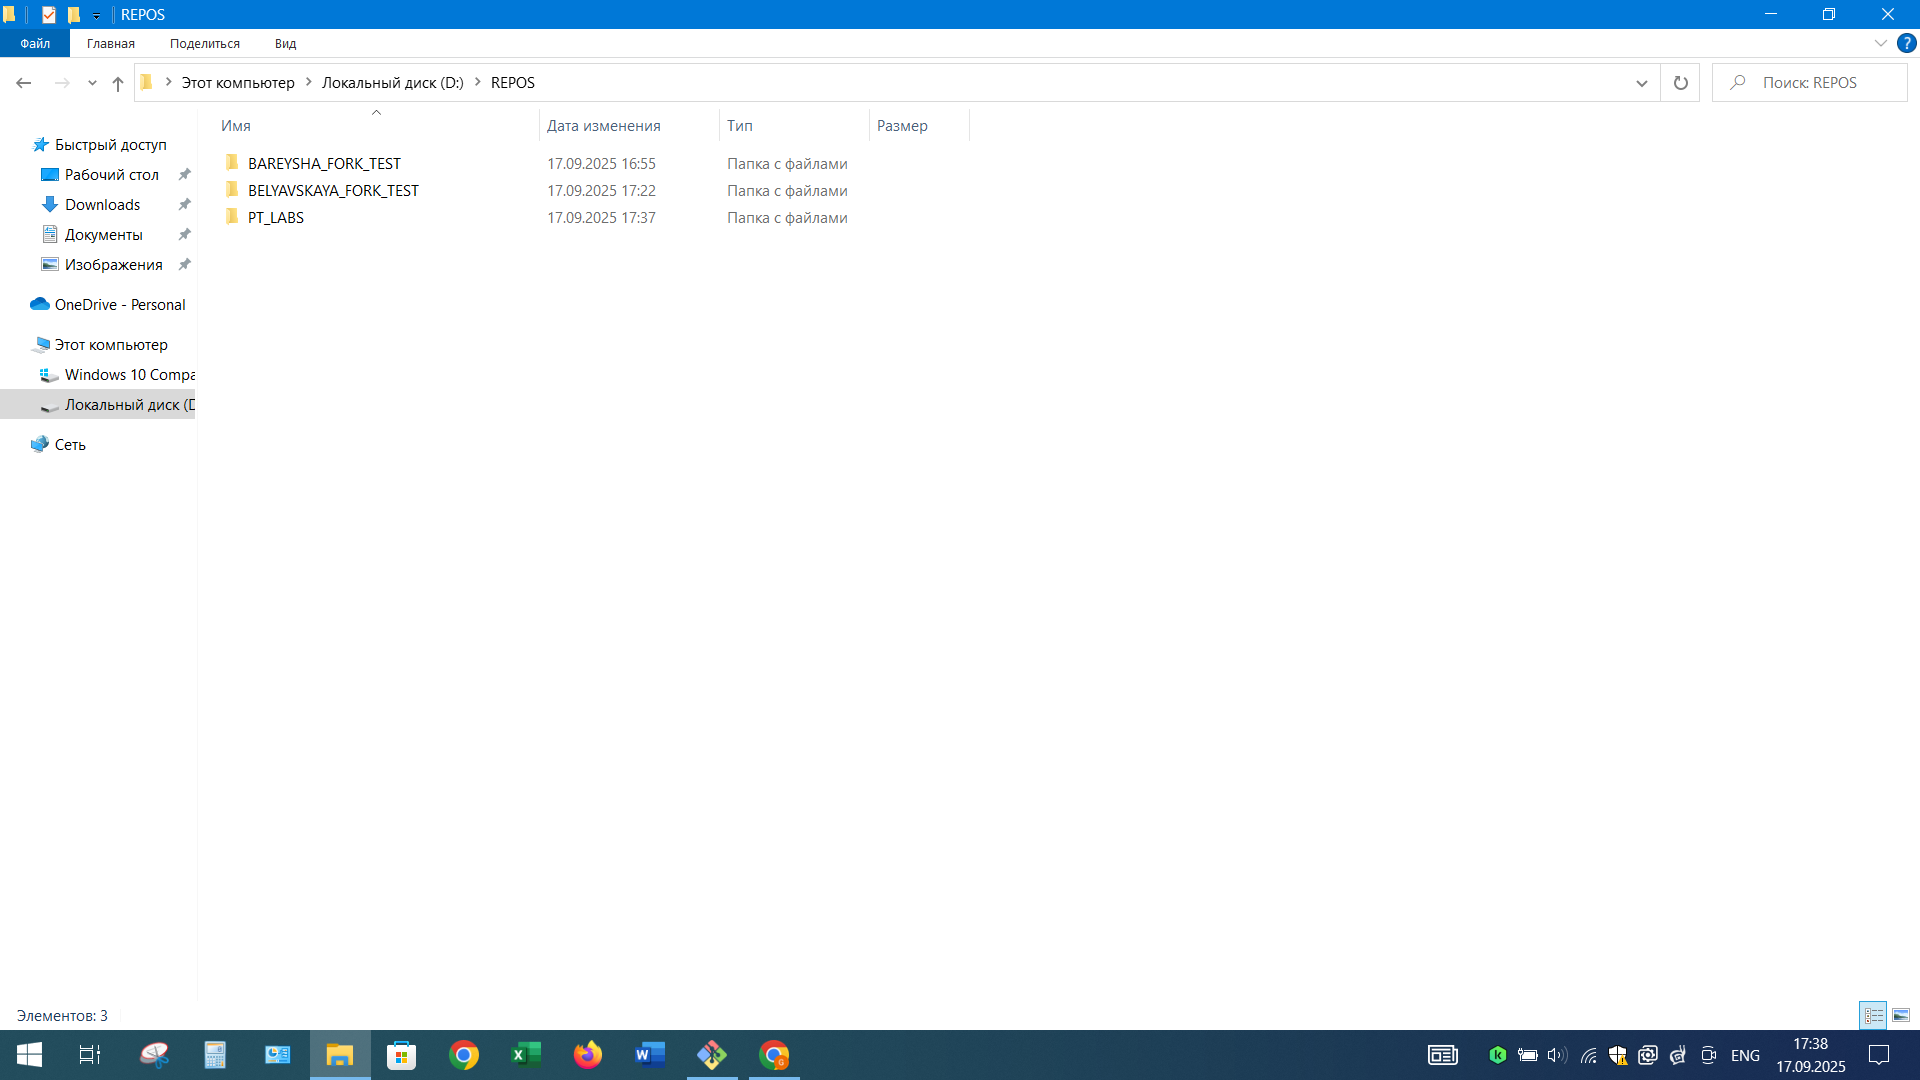 REPOS
Файл Главная Поделиться Вид
Этот компьютер Локальный диск (D:) REPOS
Поиск: REPOS
Имя Дата изменения Тип Размер
BAREYSHA_FORK_TEST 17.09.2025 16:55 Папка с файлами
BELYAVSKAYA_FORK_TEST 17.09.2025 17:22 Папка с файлами
PT_LABS 17.09.2025 17:37 Папка с файлами
Быстрый доступ
Рабочий стол
Downloads
Документы
Изображения
OneDrive - Personal
Этот компьютер
Windows 10 Compa
Локальный диск (D
Сеть
Элементов: 3
ENG
17:38
17.09.2025